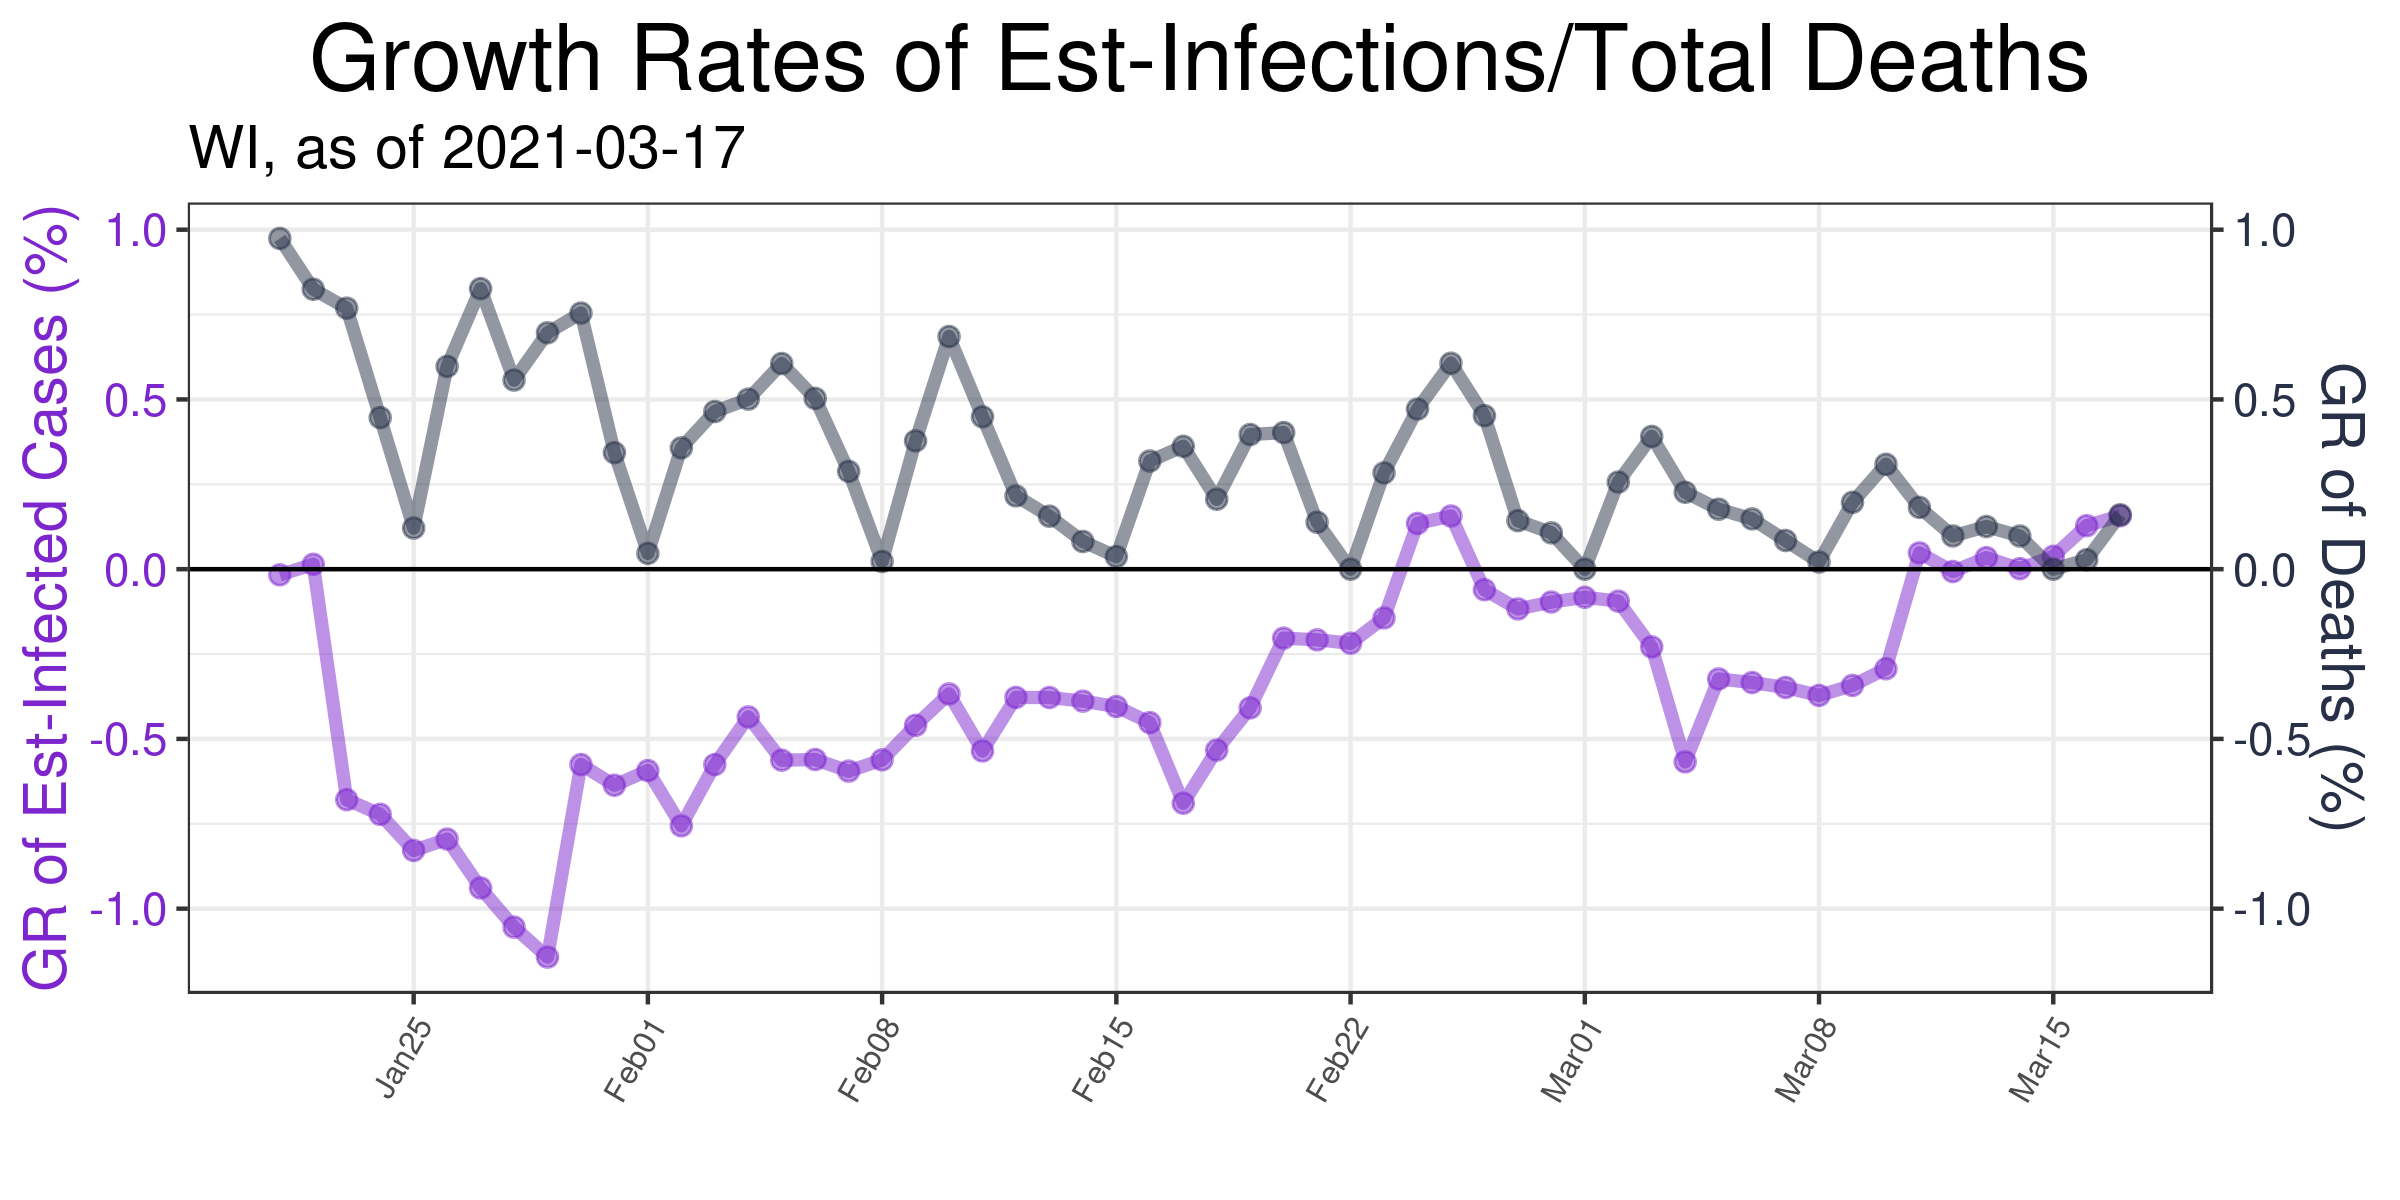 Growth Rates of Est-Infections/Total Deaths
WI, as of 2021-03-17
GR of Est-Infected Cases (%)
1.0
0.5
0.0
-0.5
-1.0
1.0
0.5
0.0
-0.5
-1.0
GR of Deaths (%)
Jan25
Feb01
Feb08
Feb15
Feb22
Mar01
Mar08
Mar15